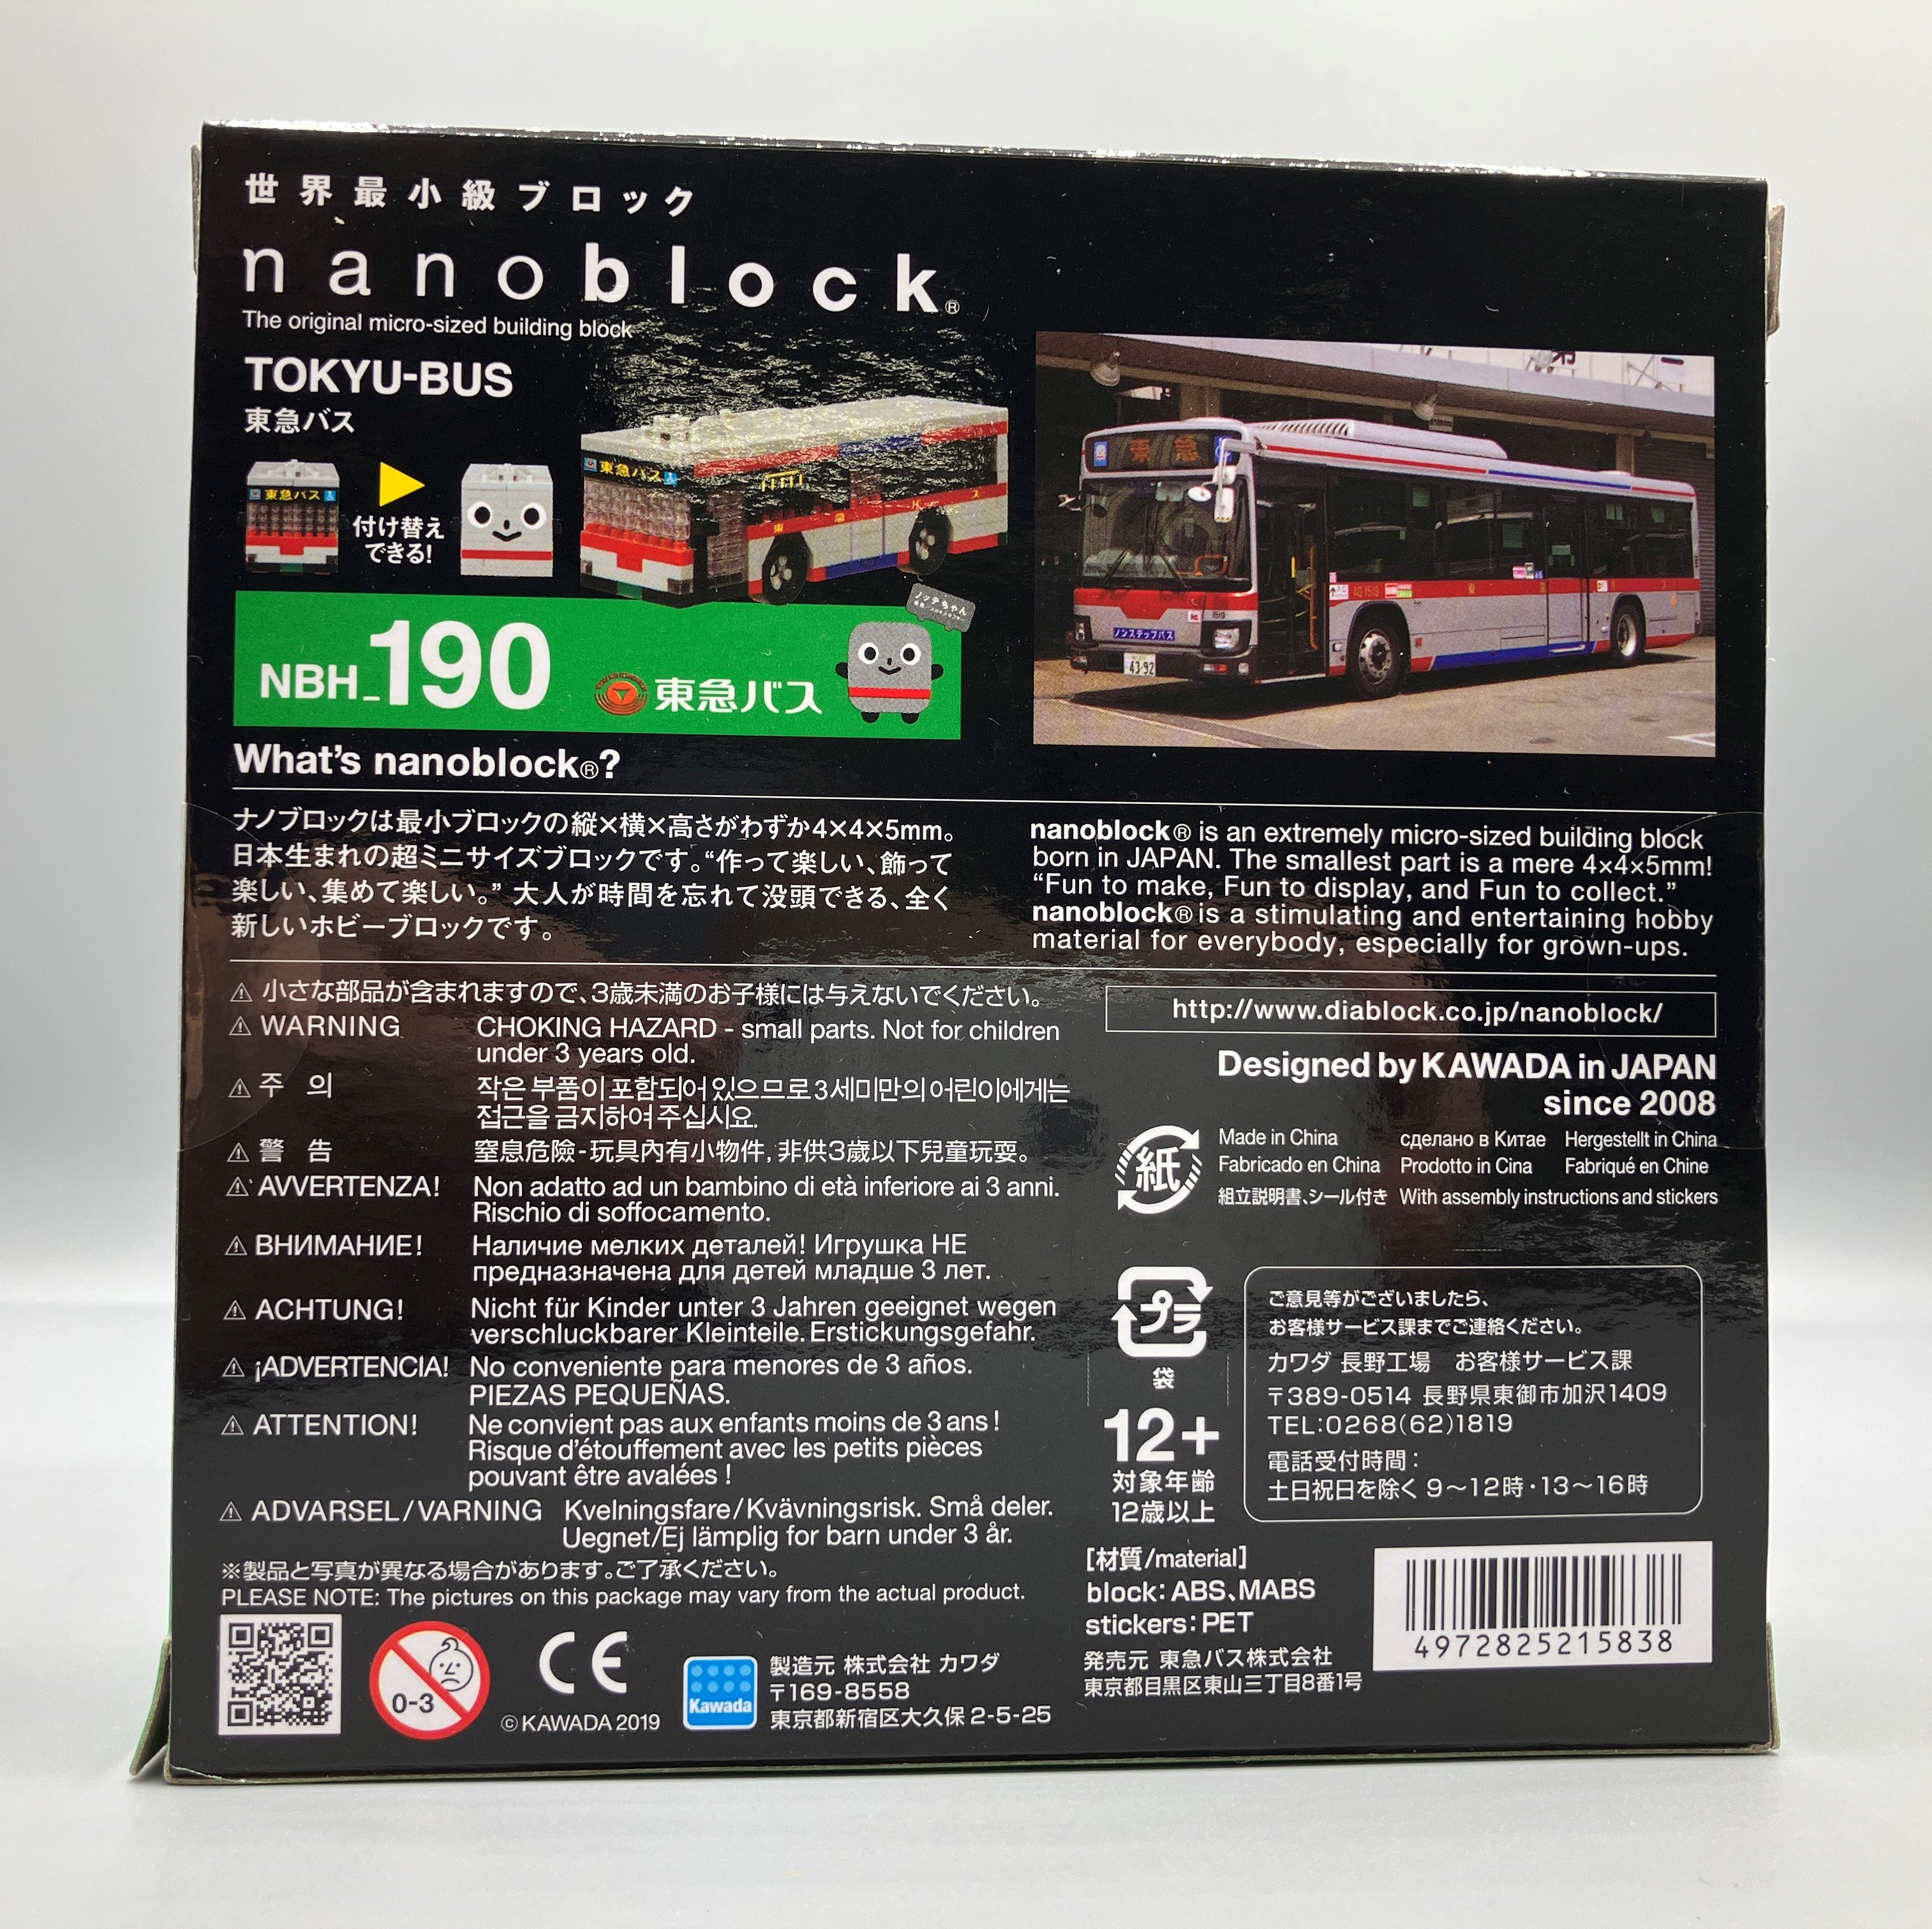 世界最小級ブロック
nanoblock®
The original micro-sized building block
TOKYU-BUS
東急バス
東急バス
付け替え
できる!
東急バス
東急バス
東急
ノンステップバス
43-92
NBH_190
東急バス
ノッテちゃん
What's nanoblock®?
ナノブロックは最小ブロックの縦×横×高さがわずか4×4×5mm。
日本生まれの超ミニサイズブロックです。“作って楽しい、飾って
楽しい、集めて楽しい。” 大人が時間を忘れて没頭できる、全く
新しいホビーブロックです。
nanoblock® is an extremely micro-sized building block
born in JAPAN. The smallest part is a mere 4×4×5mm!
“Fun to make, Fun to display, and Fun to collect.”
nanoblock® is a stimulating and entertaining hobby
material for everybody, especially for grown-ups.
⚠ 小さな部品が含まれますので、3歳未満のお子様には与えないでください。
⚠ WARNING CHOKING HAZARD - small parts. Not for children
under 3 years old.
⚠ 주 의 작은 부품이 포함되어 있으므로 3세미만의 어린이에게는
접근을 금지하여 주십시요.
⚠ 警 告 窒息危險-玩具內有小物件, 非供3歲以下兒童玩耍。
⚠ AVVERTENZA! Non adatto ad un bambino di età inferiore ai 3 anni.
Rischio di soffocamento.
⚠ ВНИМАНИЕ! Наличие мелких деталей! Игрушка НЕ
предназначена для детей младше 3 лет.
⚠ ACHTUNG! Nicht für Kinder unter 3 Jahren geeignet wegen
verschluckbarer Kleinteile. Erstickungsgefahr.
⚠ ¡ADVERTENCIA! No conveniente para menores de 3 años.
PIEZAS PEQUEÑAS.
⚠ ATTENTION! Ne convient pas aux enfants moins de 3 ans !
Risque d'étouffement avec les petits pièces
pouvant être avalées !
⚠ ADVARSEL/VARNING Kvelningsfare/Kvävningsrisk. Små deler.
Uegnet/Ej lämplig for barn under 3 år.
※製品と写真が異なる場合があります。ご了承ください。
PLEASE NOTE: The pictures on this package may vary from the actual product.
0-3
CE
©KAWADA 2019
Kawada
製造元 株式会社 カワダ
〒169-8558
東京都新宿区大久保 2-5-25
http://www.diablock.co.jp/nanoblock/
Designed by KAWADA in JAPAN
since 2008
紙
Made in China сделано в Китае Hergestellt in China
Fabricado en China Prodotto in Cina Fabriqué en Chine
組立説明書、シール付き With assembly instructions and stickers
プラ
袋
12+
対象年齢
12歳以上
ご意見等がございましたら、
お客様サービス課までご連絡ください。
カワダ 長野工場 お客様サービス課
〒389-0514 長野県東御市加沢1409
TEL:0268(62)1819
電話受付時間：
土日祝日を除く 9～12時・13～16時
[材質/material]
block: ABS、MABS
stickers: PET
発売元 東急バス株式会社
東京都目黒区東山三丁目8番1号
4972825215838